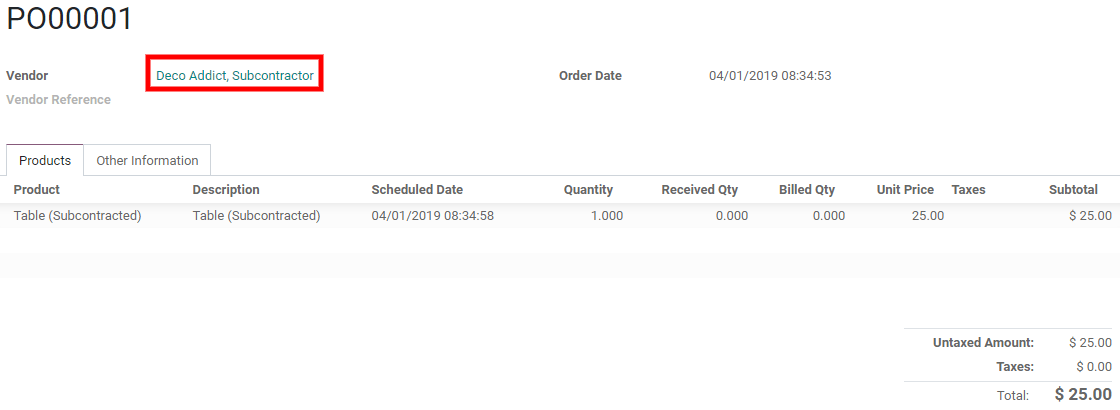 PO00001
Vendor Deco Addict, Subcontractor Order Date 04/01/2019 08:34:53
Vendor Reference
Products Other Information
Product Description Scheduled Date Quantity Received Qty Billed Qty Unit Price Taxes Subtotal
Table (Subcontracted) Table (Subcontracted) 04/01/2019 08:34:58 1.000 0.000 0.000 25.00 $ 25.00
Untaxed Amount: $ 25.00
Taxes: $ 0.00
Total: $ 25.00